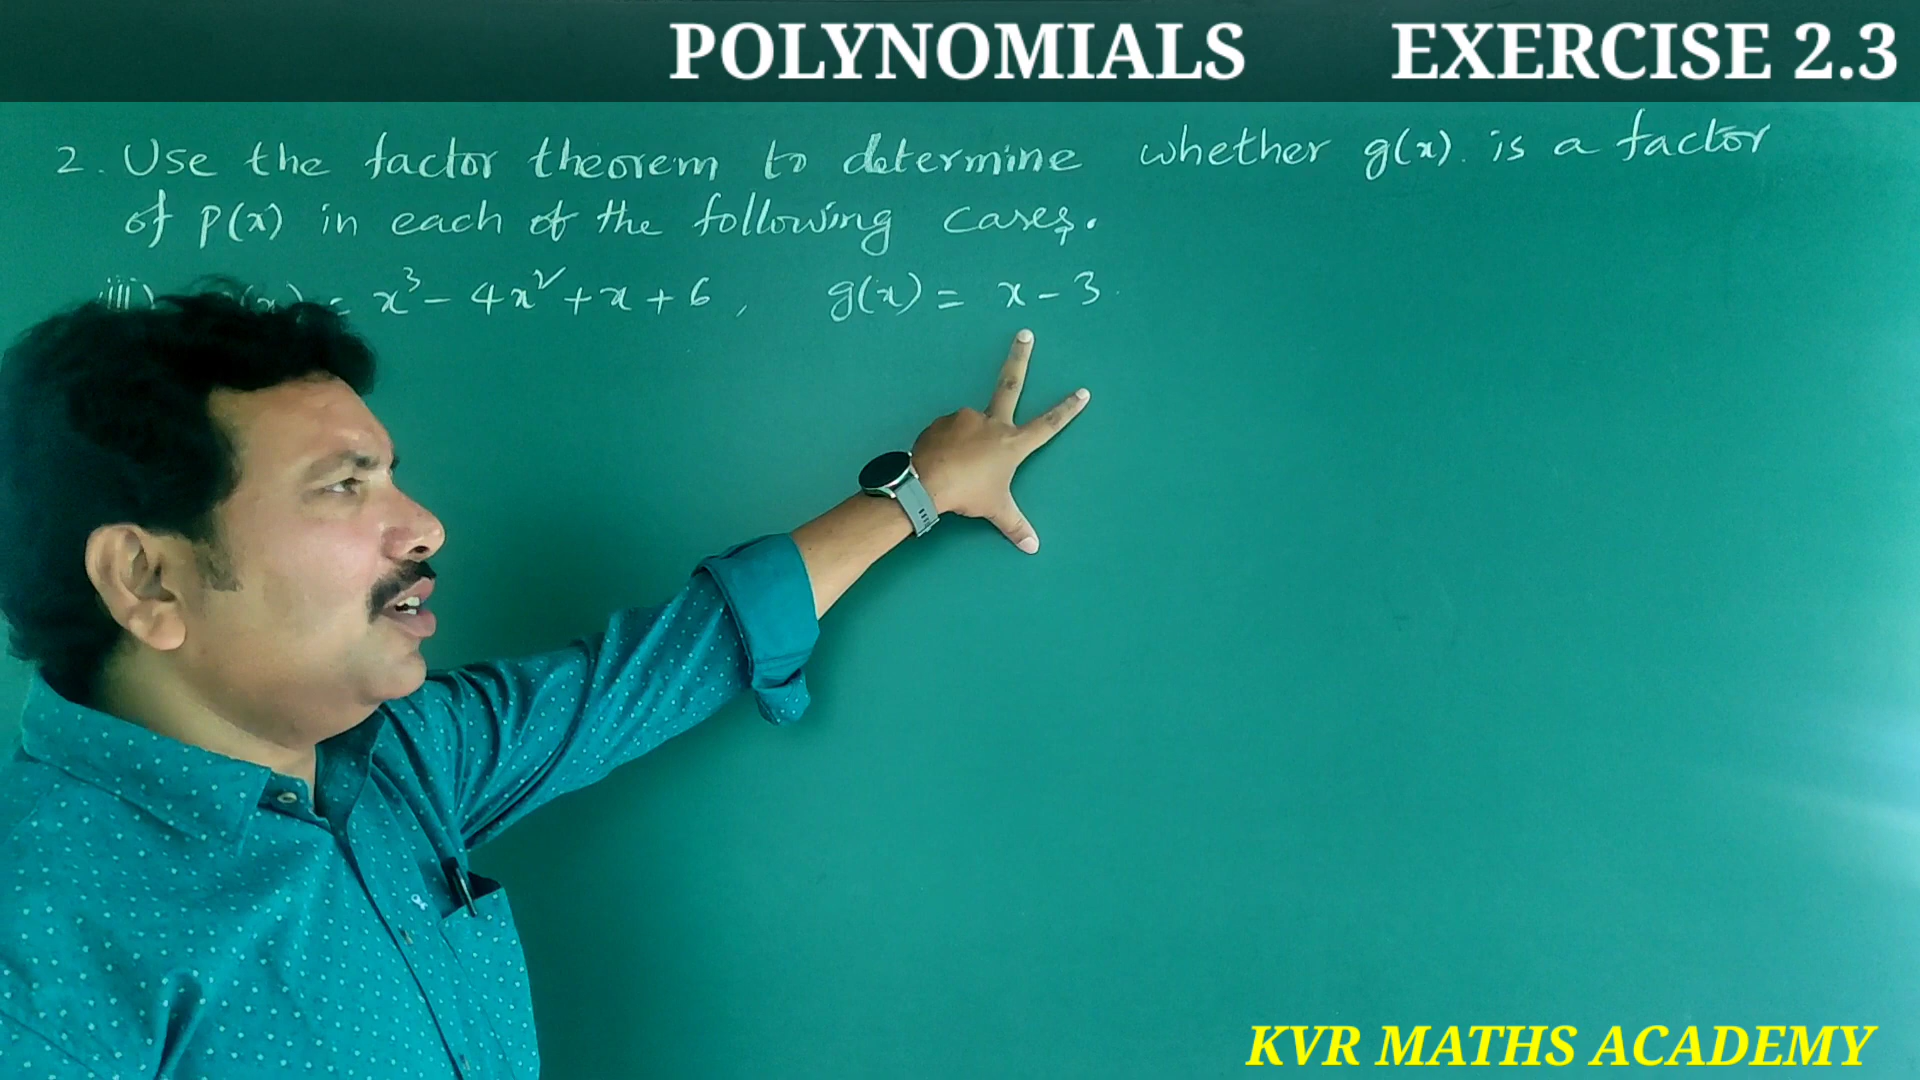 POLYNOMIALS EXERCISE 2.3
2. Use the factor theorem to determine whether g(x). is a factor
of p(x) in each of the following cases.
iii) (x) = x³ - 4x² + x + 6, g(x) = x - 3.
KVR MATHS ACADEMY